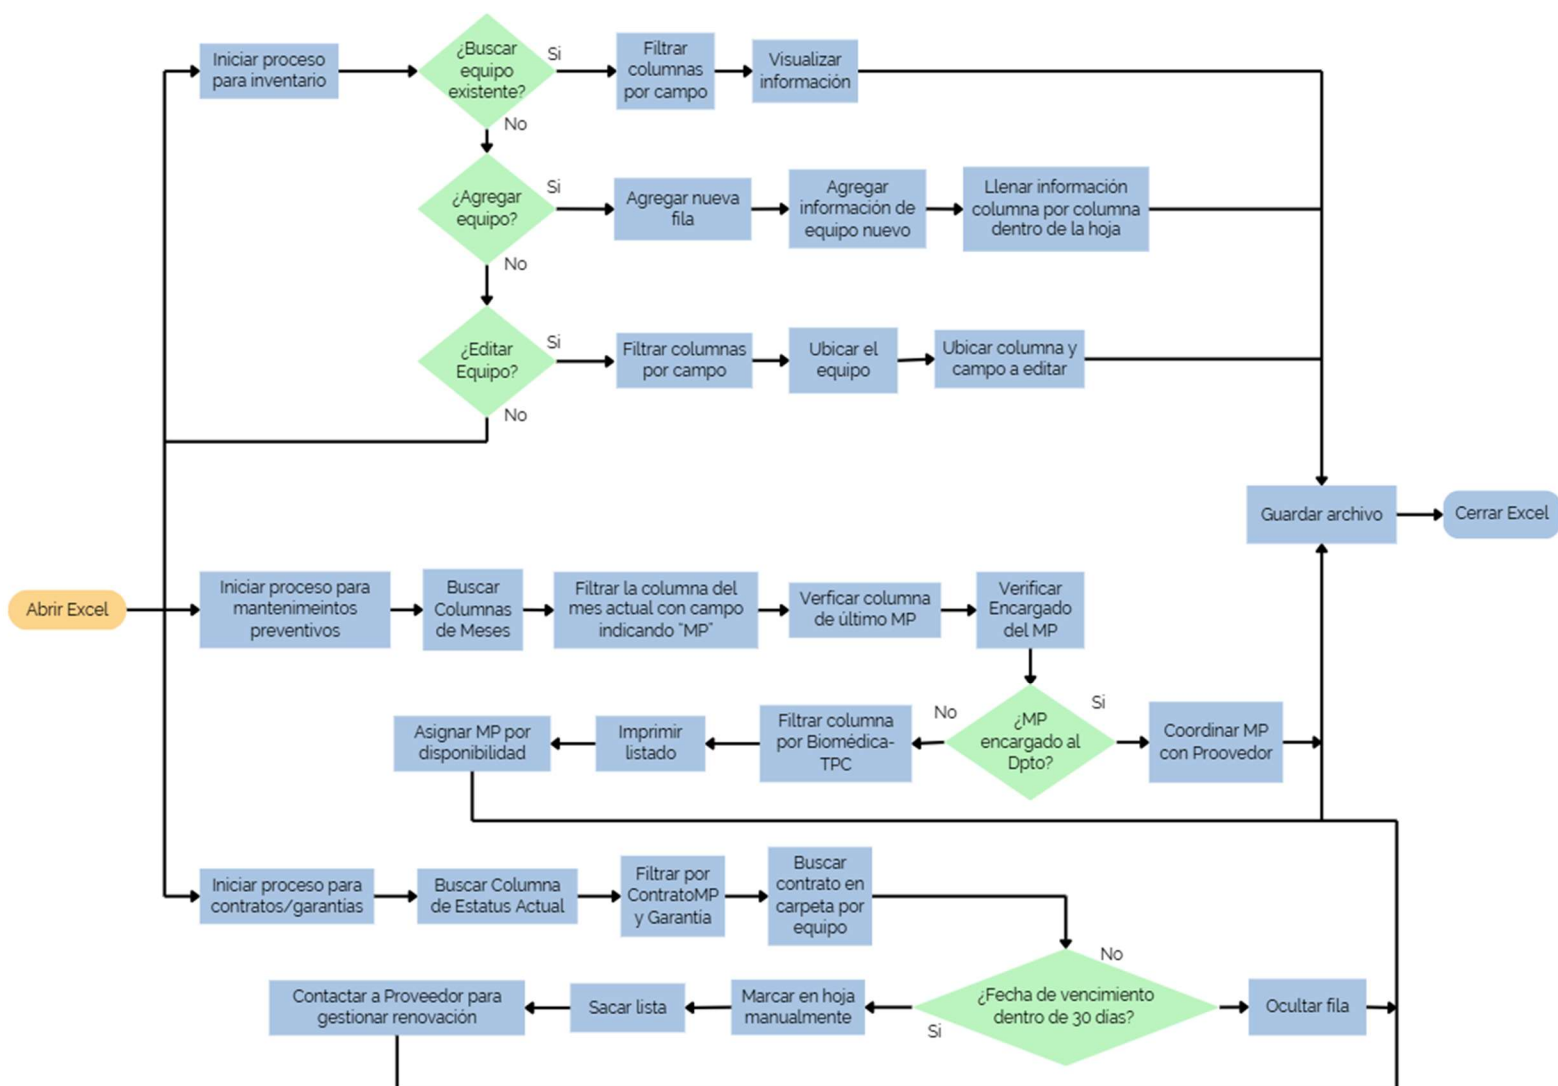 Iniciar proceso
para inventario
¿Buscar
equipo
existente?
Si
Filtrar
columnas
por campo
Visualizar
información
No
¿Agregar
equipo?
Si
Agregar nueva
fila
Agregar
información de
equipo nuevo
Llenar información
columna por columna
dentro de la hoja
No
¿Editar
Equipo?
Si
Filtrar columnas
por campo
Ubicar el
equipo
Ubicar columna y
campo a editar
No
Guardar archivo
Cerrar Excel
Abrir Excel
Iniciar proceso para
mantenimeintos
preventivos
Buscar
Columnas
de Meses
Filtrar la columna del
mes actual con campo
indicando "MP"
Verficar columna
de último MP
Verificar
Encargado
del MP
¿MP
encargado al
Dpto?
Si
Coordinar MP
con Proovedor
No
Filtrar columna
por Biomédica-
TPC
Imprimir
listado
Asignar MP por
disponibilidad
Iniciar proceso para
contratos/garantías
Buscar Columna
de Estatus Actual
Filtrar por
ContratoMP
y Garantía
Buscar
contrato en
carpeta por
equipo
¿Fecha de vencimiento
dentro de 30 días?
No
Ocultar fila
Si
Marcar en hoja
manualmente
Sacar lista
Contactar a Proveedor para
gestionar renovación